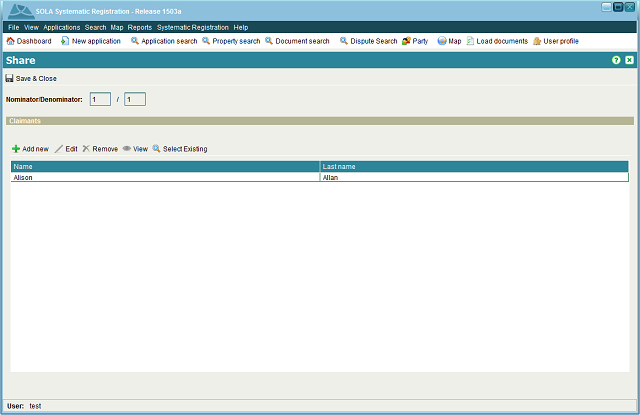 SOLA Systematic Registration - Release 1503a
File View Applications Search Map Reports Systematic Registration Help
Dashboard New application Application search Property search Document search Dispute Search Party Map Load documents User profile
Share
Save & Close
Nominator/Denominator: 1 / 1
Claimants
Add new Edit Remove View Select Existing
Name Last name
Alison Allan
User: test